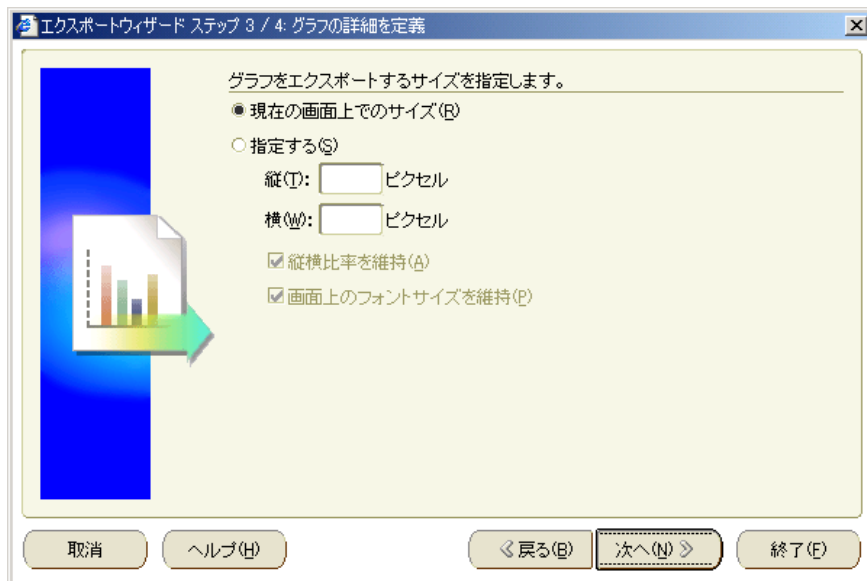 エクスポートウィザード ステップ 3 / 4: グラフの詳細を定義
グラフをエクスポートするサイズを指定します。
現在の画面上でのサイズ(R)
指定する(S)
縦(T): ピクセル
横(W): ピクセル
縦横比率を維持(A)
画面上のフォントサイズを維持(P)
取消 ヘルプ(H) 戻る(B) 次へ(N) 終了(F)